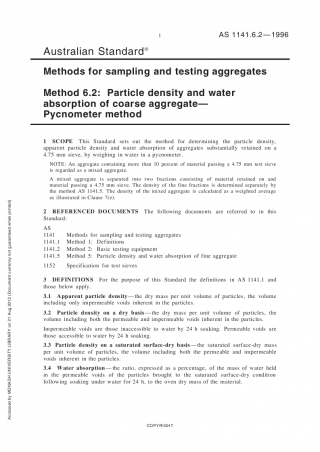 1
AS 1141.6.2—1996
Australian Standard®
Methods for sampling and testing aggregates
Method 6.2: Particle density and water
absorption of coarse aggregate—
Pycnometer method
1 SCOPE This Standard sets out the method for determining the particle density,
apparent particle density and water absorption of aggregates substantially retained on a
4.75 mm sieve, by weighing in water in a pycnometer.
NOTE: An aggregate containing more than 10 percent of material passing a 4.75 mm test sieve
is regarded as a mixed aggregate.
A mixed aggregate is separated into two fractions consisting of material retained on and
material passing a 4.75 mm sieve. The density of the fine fractions is determined separately by
the method AS 1141.5. The density of the mixed aggregate is calculated as a weighted average
as illustrated in Clause 7(e).
2 REFERENCED DOCUMENTS The following documents are referred to in this
Standard:
AS
1141 Methods for sampling and testing aggregates
1141.1 Method 1: Definitions
1141.2 Method 2: Basic testing equipment
1141.5 Method 5: Particle density and water absorption of fine aggregate
1152 Specification for test sieves
3 DEFINITIONS For the purpose of this Standard the definitions in AS 1141.1 and
those below apply.
3.1 Apparent particle density—the dry mass per unit volume of particles, the volume
including only impermeable voids inherent in the particles.
3.2 Particle density on a dry basis—the dry mass per unit volume of particles, the
volume including both the permeable and impermeable voids inherent in the particles.
Impermeable voids are those inaccessible to water by 24 h soaking. Permeable voids are
those accessible to water by 24 h soaking.
3.3 Particle density on a saturated surface-dry basis—the saturated surface-dry mass
per unit volume of particles, the volume including both the impermeable and permeable
voids inherent in the particles.
3.4 Water absorption—the ratio, expressed as a percentage, of the mass of water held
in the permeable voids of the particles brought to the saturated surface-dry condition
following soaking under water for 24 h, to the oven dry mass of the material.
COPYRIGHT
Accessed by MONASH UNIVERSITY LIBRARY on 21 Aug 2013 (Document currency not guaranteed when printed)